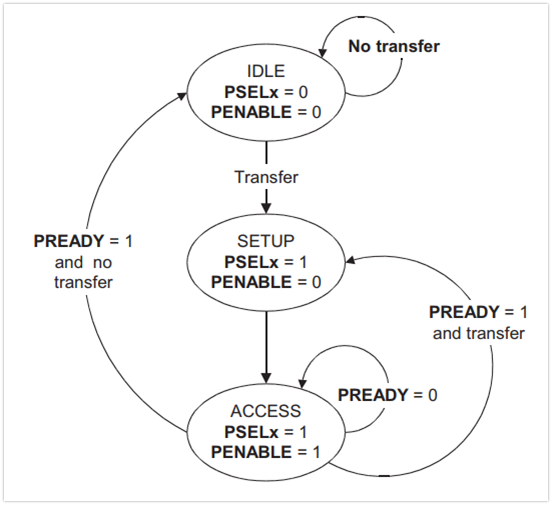 No transfer
IDLE
PSELx = 0
PENABLE = 0
Transfer
SETUP
PSELx = 1
PENABLE = 0
PREADY = 1
and no
transfer
PREADY = 1
and transfer
PREADY = 0
ACCESS
PSELx = 1
PENABLE = 1